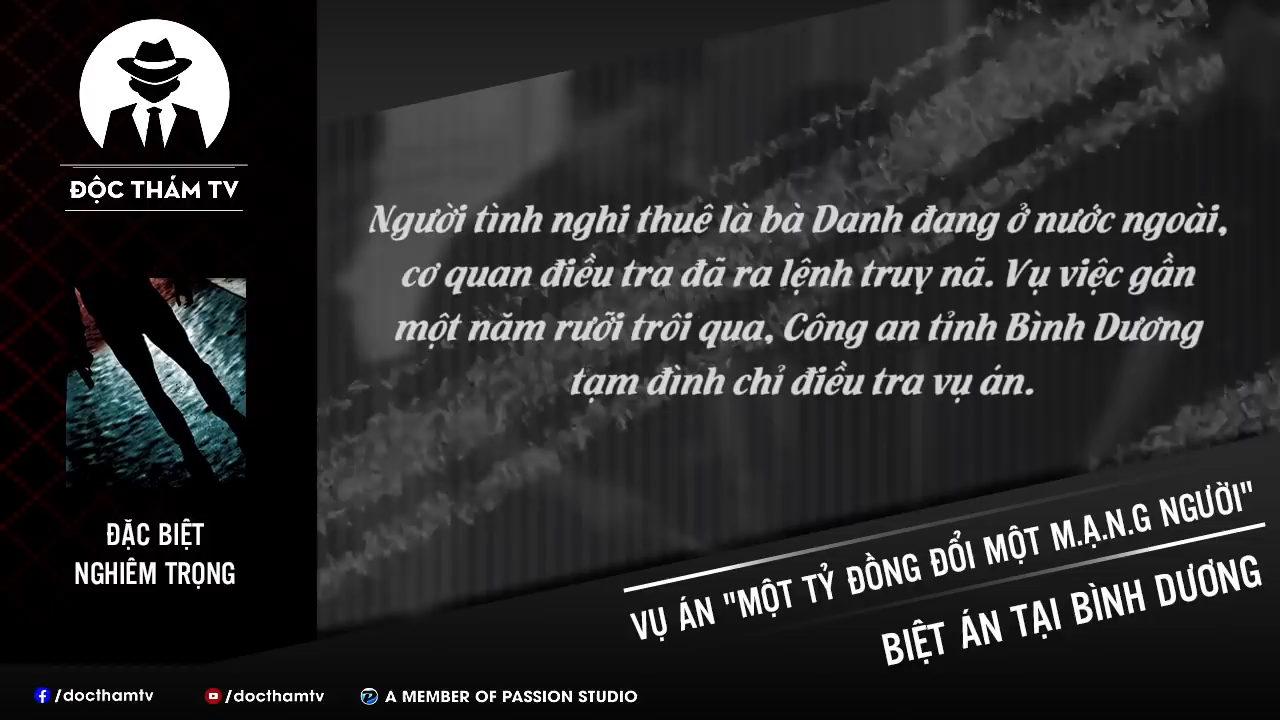 ĐỘC THÁM TV
Người tình nghi thuê là bà Danh đang ở nước ngoài,
cơ quan điều tra đã ra lệnh truy nã. Vụ việc gần
một năm rưỡi trôi qua, Công an tỉnh Bình Dương
tạm đình chỉ điều tra vụ án.
ĐẶC BIỆT
NGHIÊM TRỌNG
VỤ ÁN "MỘT TỶ ĐỒNG ĐỔI MỘT M.Ạ.N.G NGƯỜI"
BIỆT ÁN TẠI BÌNH DƯƠNG
/docthamtv
/docthamtv
A MEMBER OF PASSION STUDIO